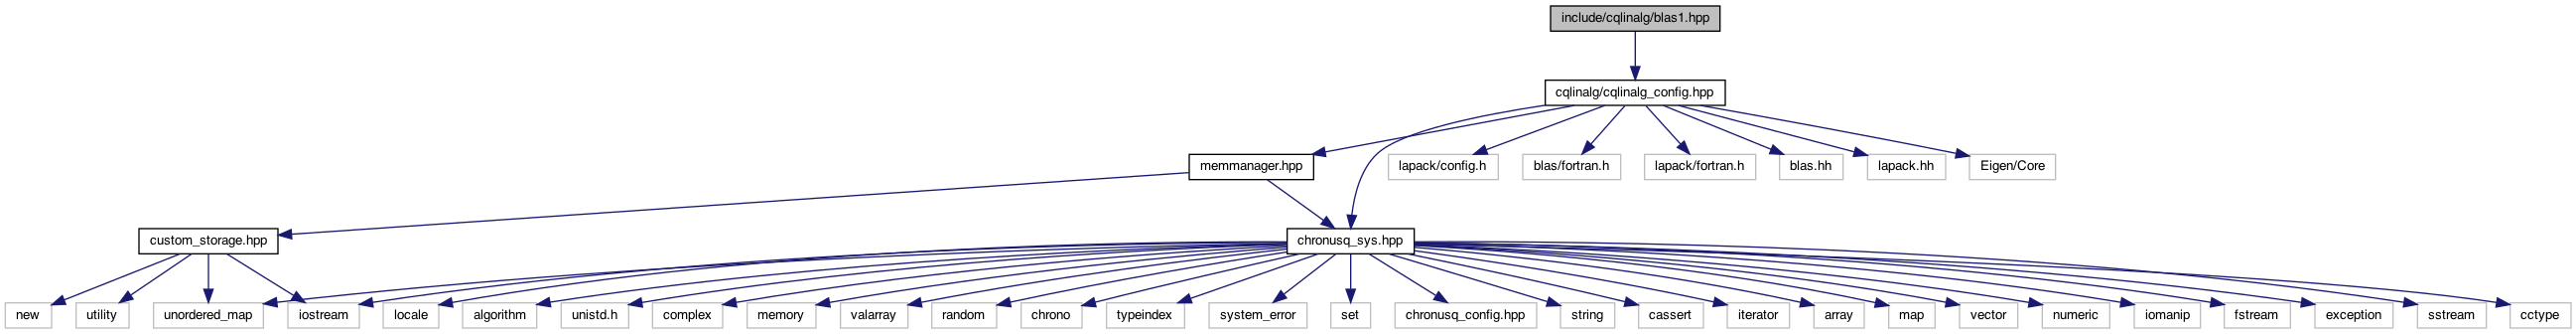 include/cqlinalg/blas1.hpp
cqlinalg/cqlinalg_config.hpp
memmanager.hpp
lapack/config.h
blas/fortran.h
lapack/fortran.h
blas.hh
lapack.hh
Eigen/Core
custom_storage.hpp
chronusq_sys.hpp
new
utility
unordered_map
iostream
locale
algorithm
unistd.h
complex
memory
valarray
random
chrono
typeindex
system_error
set
chronusq_config.hpp
string
cassert
iterator
array
map
vector
numeric
iomanip
fstream
exception
sstream
cctype